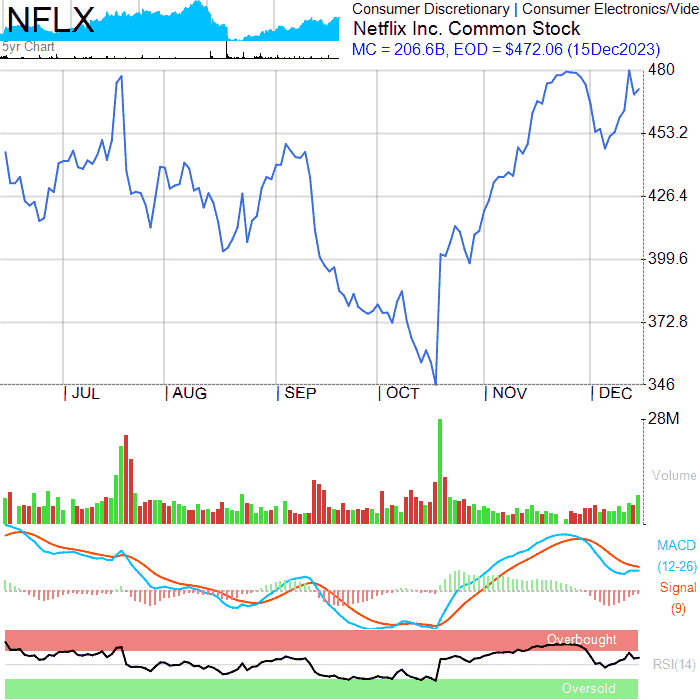 NFLX
5yr Chart
Consumer Discretionary | Consumer Electronics/Vide
Netflix Inc. Common Stock
MC = 206.6B, EOD = $472.06 (15Dec2023)
480
453.2
426.4
399.6
372.8
346
JUL
AUG
SEP
OCT
NOV
DEC
28M
Volume
MACD
(12-26)
Signal
(9)
Overbought
RSI(14)
Oversold